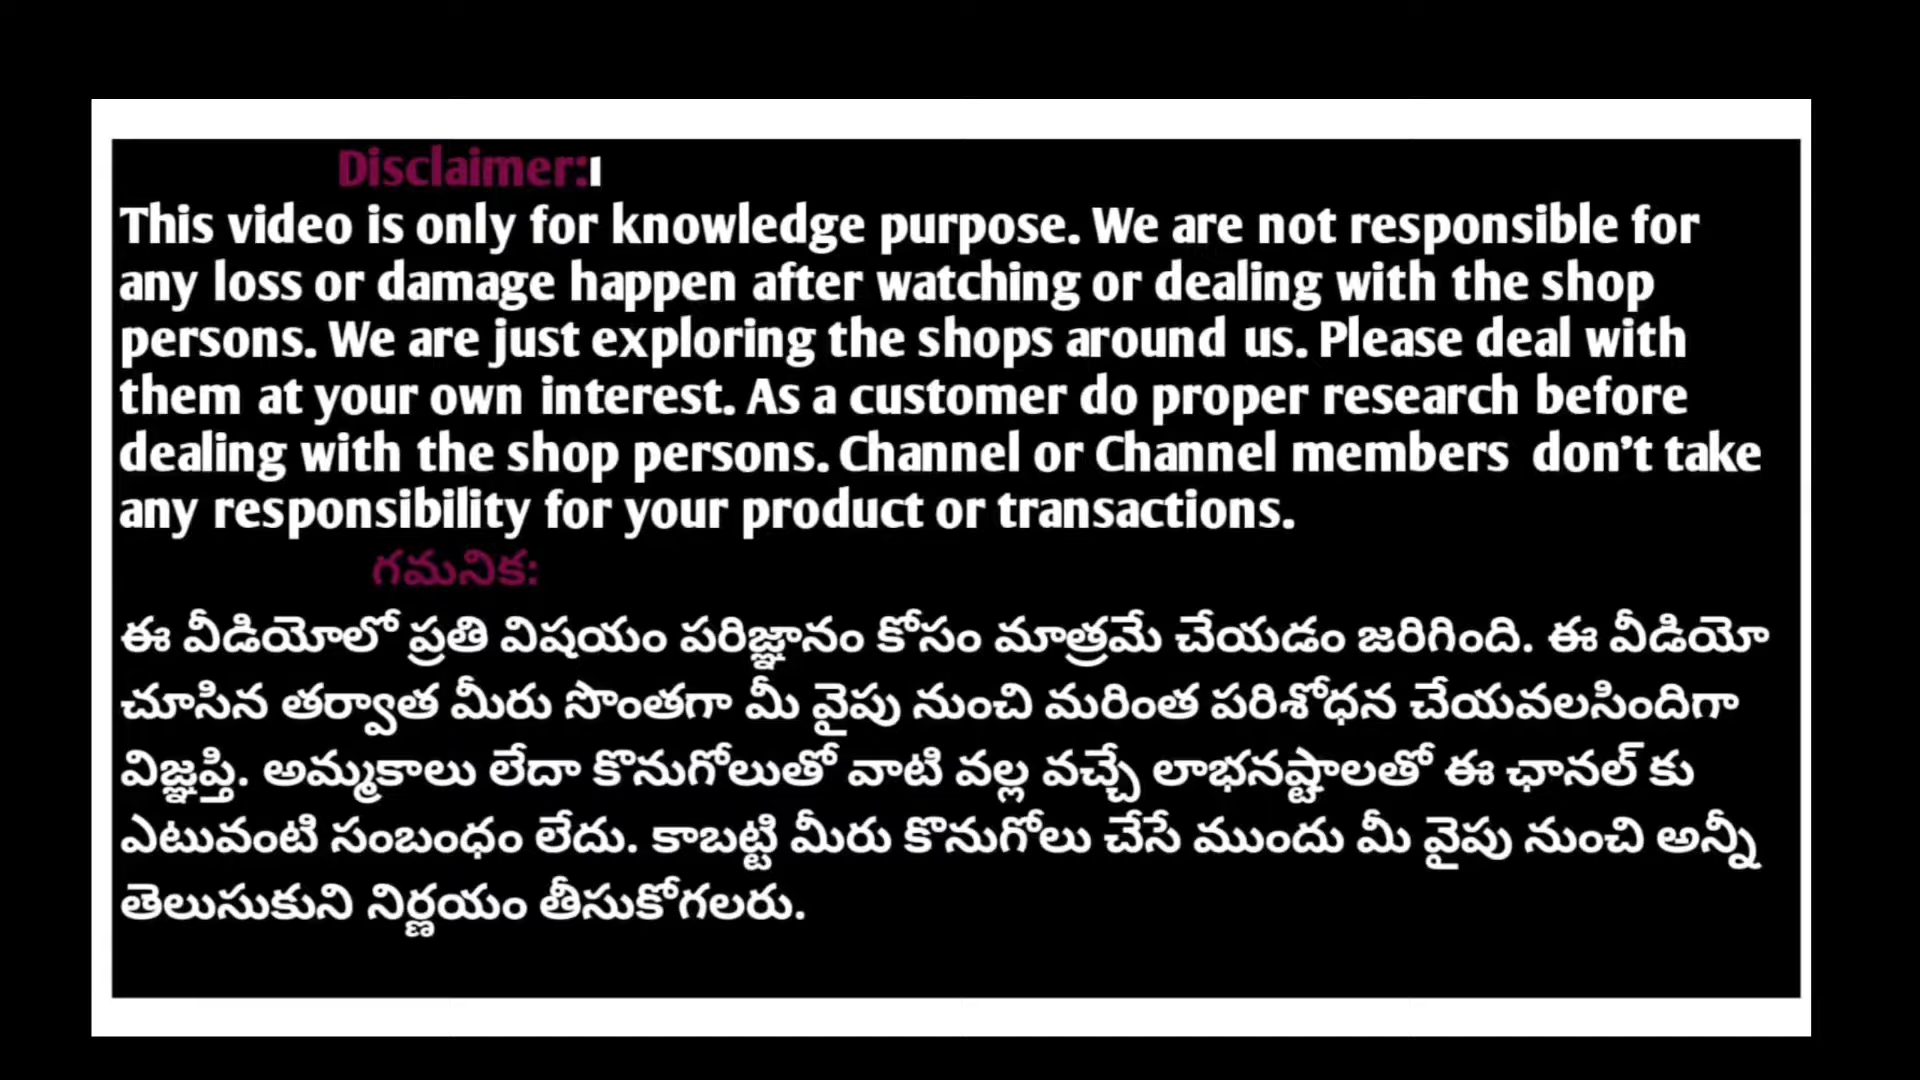 Disclaimer:
This video is only for knowledge purpose. We are not responsible for
any loss or damage happen after watching or dealing with the shop
persons. We are just exploring the shops around us. Please deal with
them at your own interest. As a customer do proper research before
dealing with the shop persons. Channel or Channel members don't take
any responsibility for your product or transactions.
గమనిక:
ఈ వీడియోలో ప్రతి విషయం పరిజ్ఞానం కోసం మాత్రమే చేయడం జరిగింది. ఈ వీడియో
చూసిన తర్వాత మీరు సొంతగా మీ వైపు నుంచి మరింత పరిశోధన చేయవలసిందిగా
విజ్ఞప్తి. అమ్మకాలు లేదా కొనుగోలుతో వాటి వల్ల వచ్చే లాభనష్టాలతో ఈ ఛానల్ కు
ఎటువంటి సంబంధం లేదు. కాబట్టి మీరు కొనుగోలు చేసే ముందు మీ వైపు నుంచి అన్నీ
తెలుసుకుని నిర్ణయం తీసుకోగలరు.